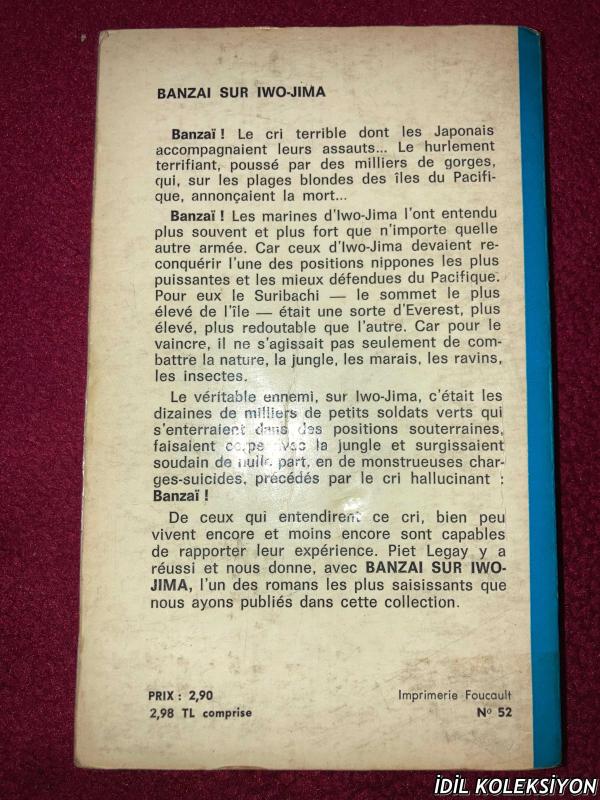 BANZAI SUR IWO-JIMA
Banzaï ! Le cri terrible dont les Japonais
accompagnaient leurs assauts... Le hurlement
terrifiant, poussé par des milliers de gorges,
qui, sur les plages blondes des îles du Pacifi-
que, annonçaient la mort...
Banzaï ! Les marines d'Iwo-Jima l'ont entendu
plus souvent et plus fort que n'importe quelle
autre armée. Car ceux d'Iwo-Jima devaient re-
conquérir l'une des positions nippones les plus
puissantes et les mieux défendues du Pacifique.
Pour eux le Suribachi — le sommet le plus
élevé de l'île — était une sorte d'Everest, plus
élevé, plus redoutable que l'autre. Car pour le
vaincre, il ne s'agissait pas seulement de com-
battre la nature, la jungle, les marais, les ravins,
les insectes.
Le véritable ennemi, sur Iwo-Jima, c'était les
dizaines de milliers de petits soldats verts qui
s'enterraient dans des positions souterraines,
faisaient corps avec la jungle et surgissaient
soudain de nulle part, en de monstrueuses char-
ges-suicides, précédés par le cri hallucinant :
Banzaï !
De ceux qui entendirent ce cri, bien peu
vivent encore et moins encore sont capables
de rapporter leur expérience. Piet Legay y a
réussi et nous donne, avec BANZAI SUR IWO-
JIMA, l'un des romans les plus saisissants que
nous ayons publiés dans cette collection.
PRIX : 2,90
2,98 TL comprise
Imprimerie Foucault
Nº 52
İDİL KOLEKSİYON